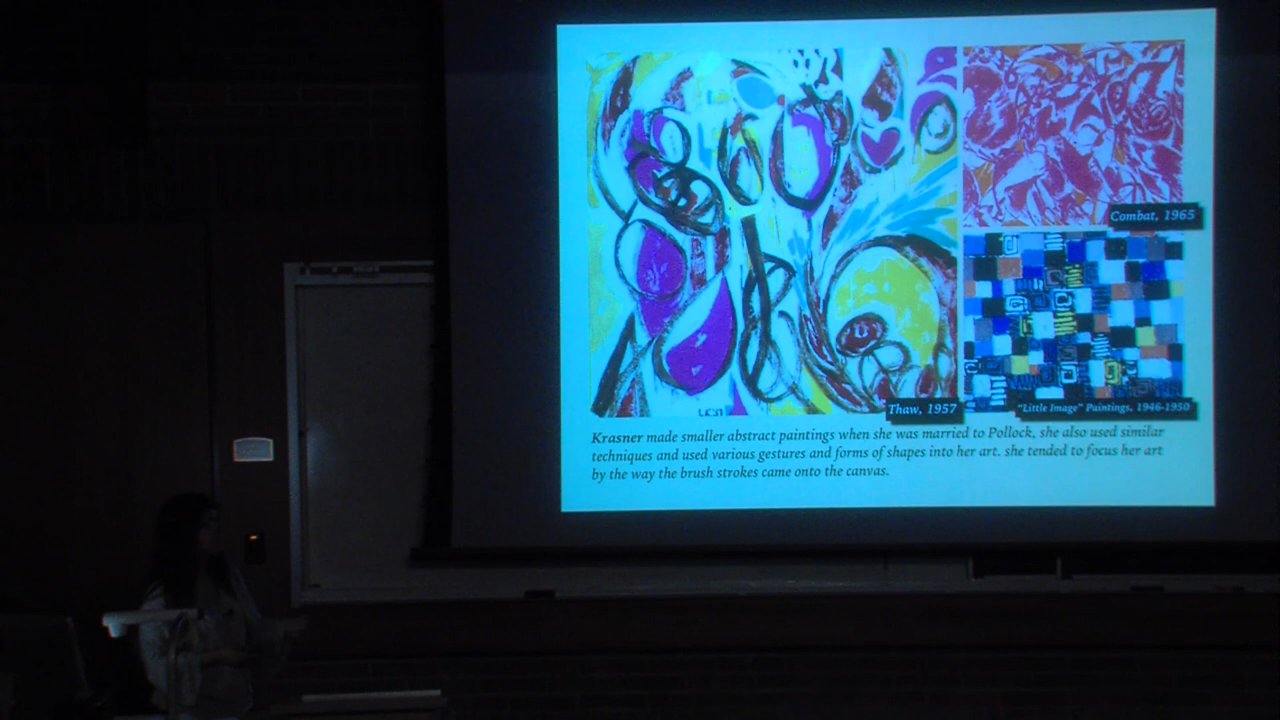 Combat, 1965
Thaw, 1957
"Little Image" Paintings, 1946-1950
Krasner made smaller abstract paintings when she was married to Pollock, she also used similar
techniques and used various gestures and forms of shapes into her art. she tended to focus her art
by the way the brush strokes came onto the canvas.